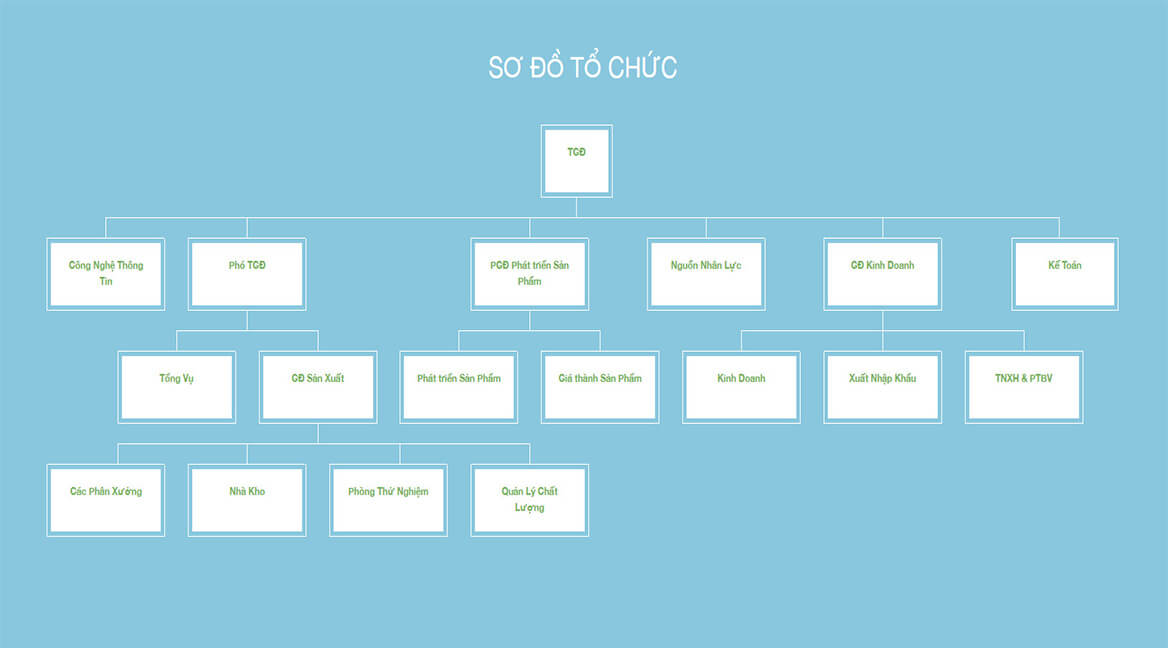 SƠ ĐỒ TỔ CHỨC
TGĐ
Công Nghệ Thông
Tin
Phó TGĐ
PGĐ Phát triển Sản
Phẩm
Nguồn Nhân Lực
GĐ Kinh Doanh
Kế Toán
Tổng Vụ
GĐ Sản Xuất
Phát triển Sản Phẩm
Giá thành Sản Phẩm
Kinh Doanh
Xuất Nhập Khẩu
TNXH & PTBV
Các Phân Xưởng
Nhà Kho
Phòng Thử Nghiệm
Quản Lý Chất
Lượng